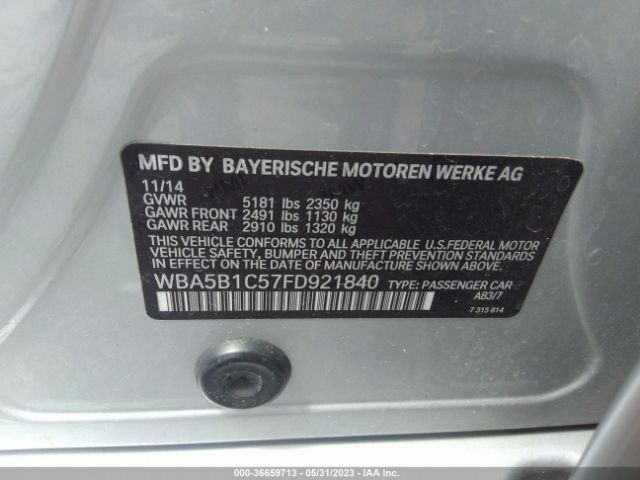 MFD BY BAYERISCHE MOTOREN WERKE AG
11/14
GVWR 5181 lbs 2350 kg
GAWR FRONT 2491 lbs 1130 kg
GAWR REAR 2910 lbs 1320 kg
THIS VEHICLE CONFORMS TO ALL APPLICABLE U.S.FEDERAL MOTOR
VEHICLE SAFETY, BUMPER AND THEFT PREVENTION STANDARDS
IN EFFECT ON THE DATE OF MANUFACTURE SHOWN ABOVE.
WBA5B1C57FD921840 TYPE: PASSENGER CAR
A83/7
7 315 814
000-36659713 - 05/31/2023 - IAA Inc.